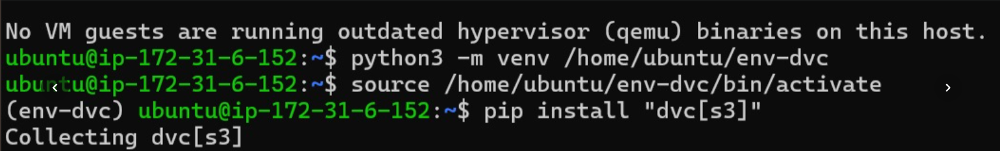 No VM guests are running outdated hypervisor (qemu) binaries on this host.
ubuntu@ip-172-31-6-152:~$ python3 -m venv /home/ubuntu/env-dvc
ubuntu@ip-172-31-6-152:~$ source /home/ubuntu/env-dvc/bin/activate
(env-dvc) ubuntu@ip-172-31-6-152:~$ pip install "dvc[s3]"
Collecting dvc[s3]